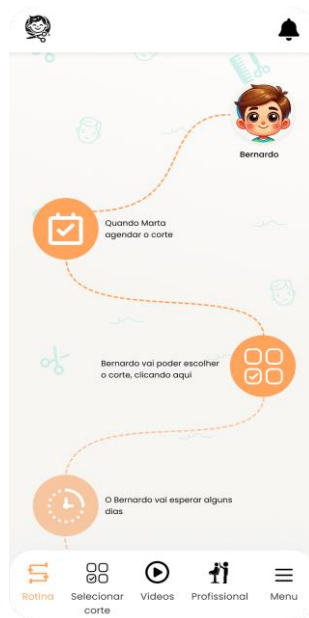 Bernardo
Quando Marta
agendar o corte
Bernardo vai poder escolher
o corte, clicando aqui
O Bernardo vai esperar alguns
dias
Rotina
Selecionar
corte
Videos
Profissional
Menu